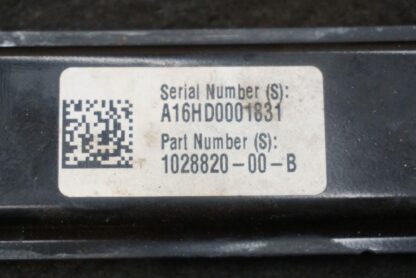 Serial Number (S):
A16HD0001831
Part Number (S):
1028820-00-B